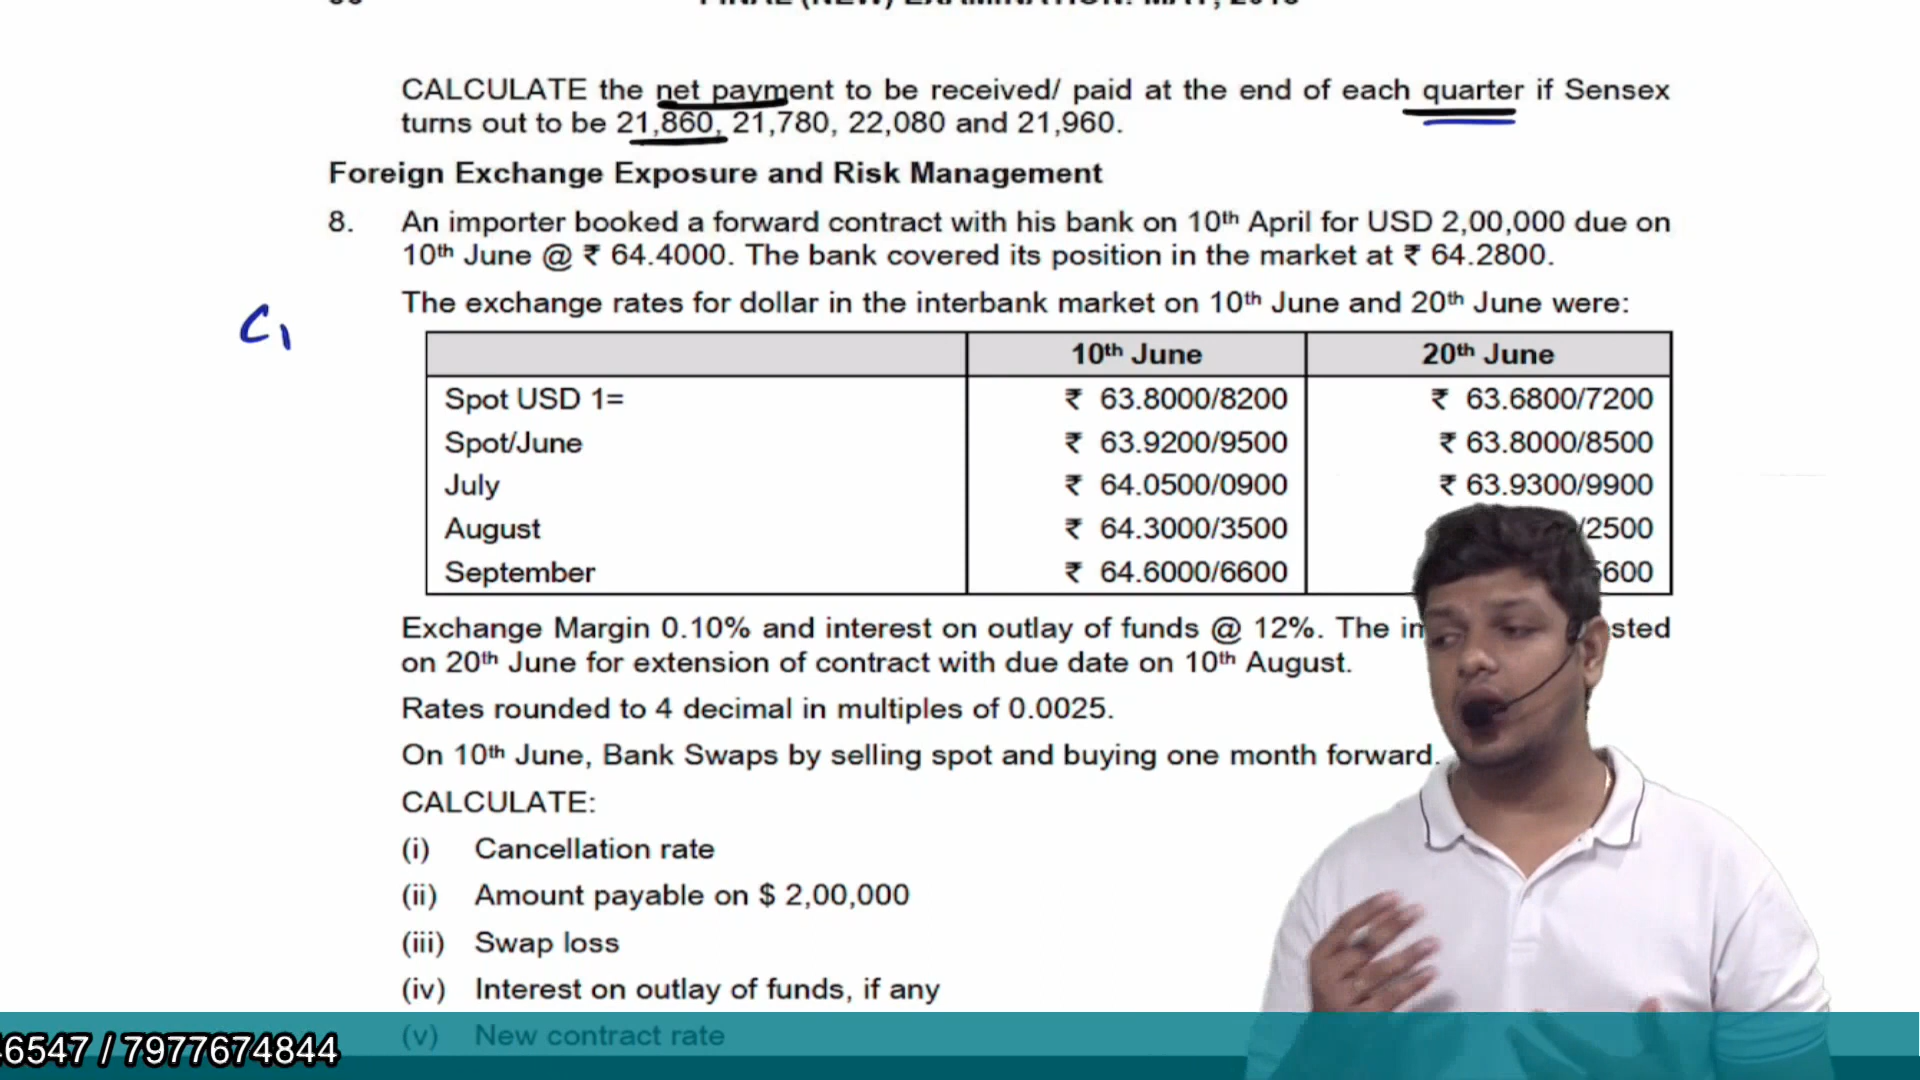 CALCULATE the net payment to be received/ paid at the end of each quarter if Sensex
turns out to be 21,860, 21,780, 22,080 and 21,960.
Foreign Exchange Exposure and Risk Management
8. An importer booked a forward contract with his bank on 10th April for USD 2,00,000 due on
10th June @ ₹ 64.4000. The bank covered its position in the market at ₹ 64.2800.
The exchange rates for dollar in the interbank market on 10th June and 20th June were:
C1
10th June 20th June
Spot USD 1= ₹ 63.8000/8200 ₹ 63.6800/7200
Spot/June ₹ 63.9200/9500 ₹ 63.8000/8500
July ₹ 64.0500/0900 ₹ 63.9300/9900
August ₹ 64.3000/3500 /2500
September ₹ 64.6000/6600 600
Exchange Margin 0.10% and interest on outlay of funds @ 12%. The
on 20th June for extension of contract with due date on 10th August.
Rates rounded to 4 decimal in multiples of 0.0025.
On 10th June, Bank Swaps by selling spot and buying one month forward.
CALCULATE:
(i) Cancellation rate
(ii) Amount payable on $ 2,00,000
(iii) Swap loss
(iv) Interest on outlay of funds, if any
(v) New contract rate
6547 / 7977674844